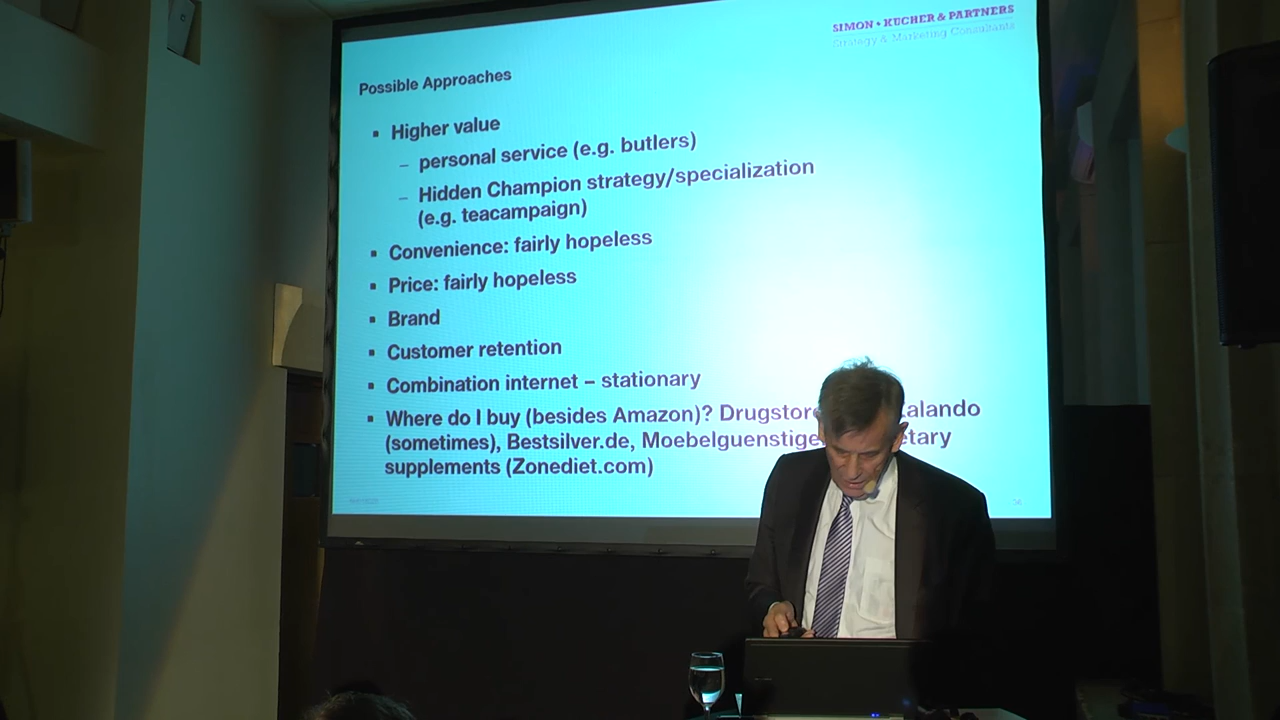 SIMON • KUCHER & PARTNERS
Strategy & Marketing Consultants
Possible Approaches
▪ Higher value
– personal service (e.g. butlers)
– Hidden Champion strategy/specialization
(e.g. teacampaign)
▪ Convenience: fairly hopeless
▪ Price: fairly hopeless
▪ Brand
▪ Customer retention
▪ Combination internet – stationary
▪ Where do I buy (besides Amazon)? Drugstore alando
(sometimes), Bestsilver.de, Moebelguenstige etary
supplements (Zonediet.com)